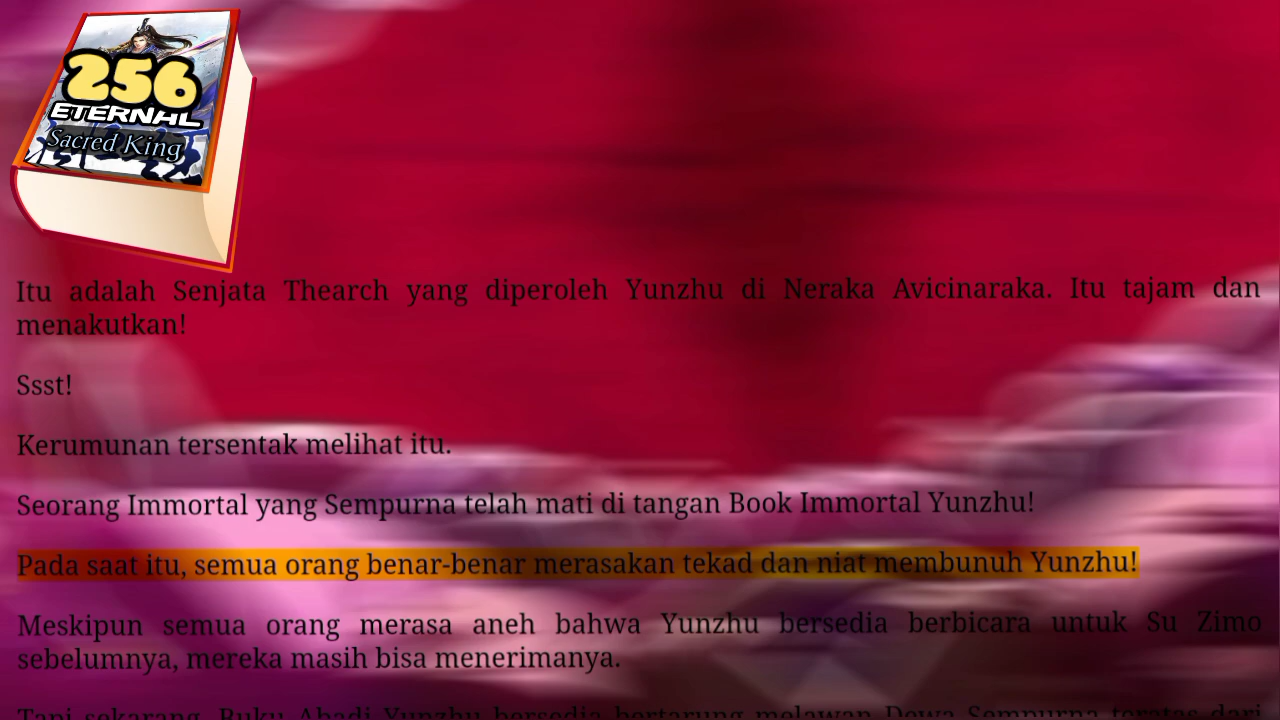 256
ETERNAL
Sacred King
Itu adalah Senjata Thearch yang diperoleh Yunzhu di Neraka Avicinaraka. Itu tajam dan
menakutkan!
Ssst!
Kerumunan tersentak melihat itu.
Seorang Immortal yang Sempurna telah mati di tangan Book Immortal Yunzhu!
Pada saat itu, semua orang benar-benar merasakan tekad dan niat membunuh Yunzhu!
Meskipun semua orang merasa aneh bahwa Yunzhu bersedia berbicara untuk Su Zimo
sebelumnya, mereka masih bisa menerimanya.
Tapi sekarang, Buku Abadi Yunzhu bersedia bertarung melawan Dewa Sempurna teratas dari